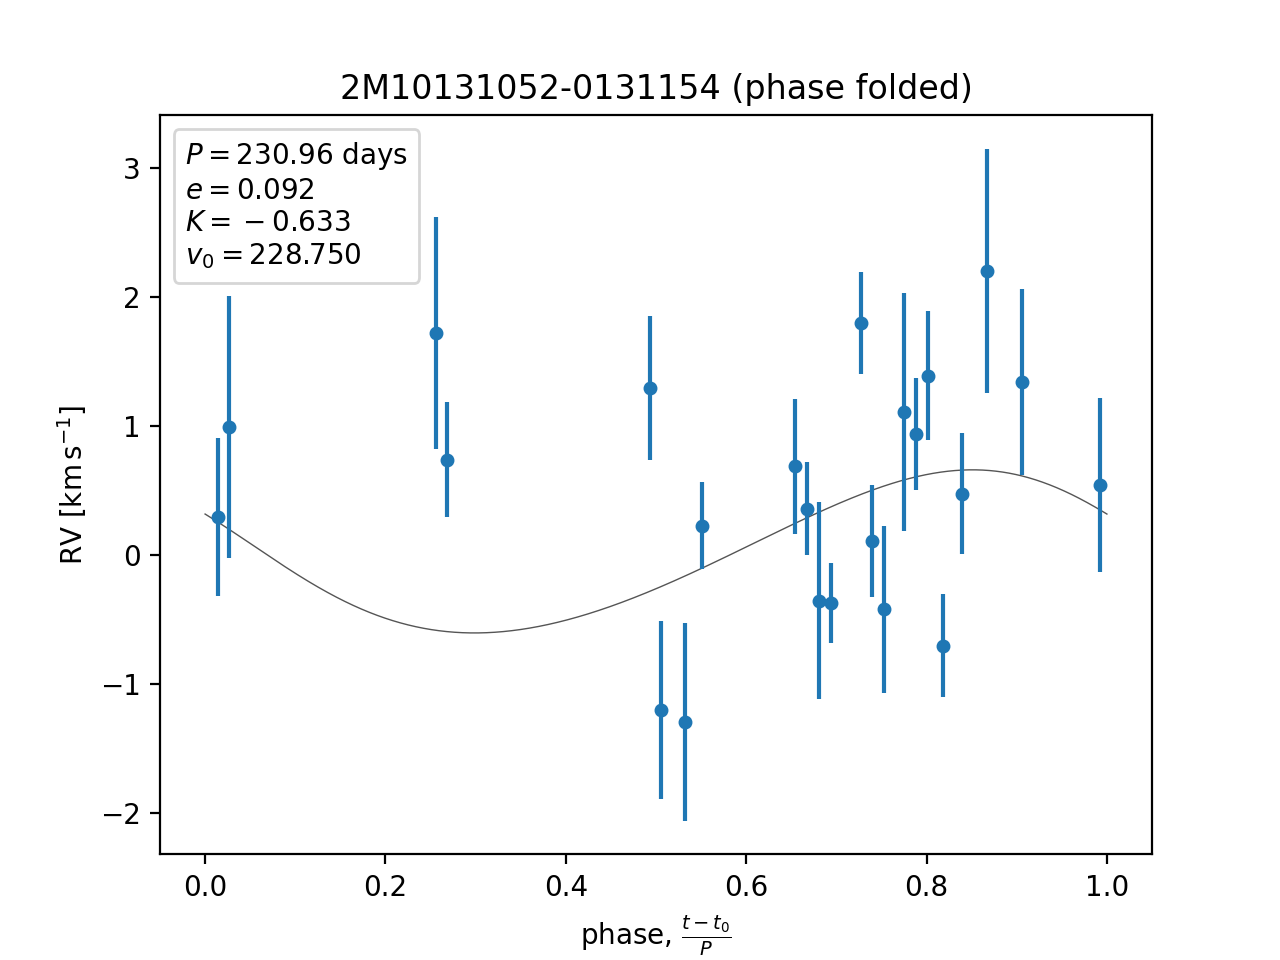 2M10131052-0131154 (phase folded)
P = 230.96 days
e = 0.092
K = −0.633
v₀ = 228.750
3
2
1
0
−1
−2
RV [km s⁻¹]
0.0 0.2 0.4 0.6 0.8 1.0
phase, (t − t₀)/P